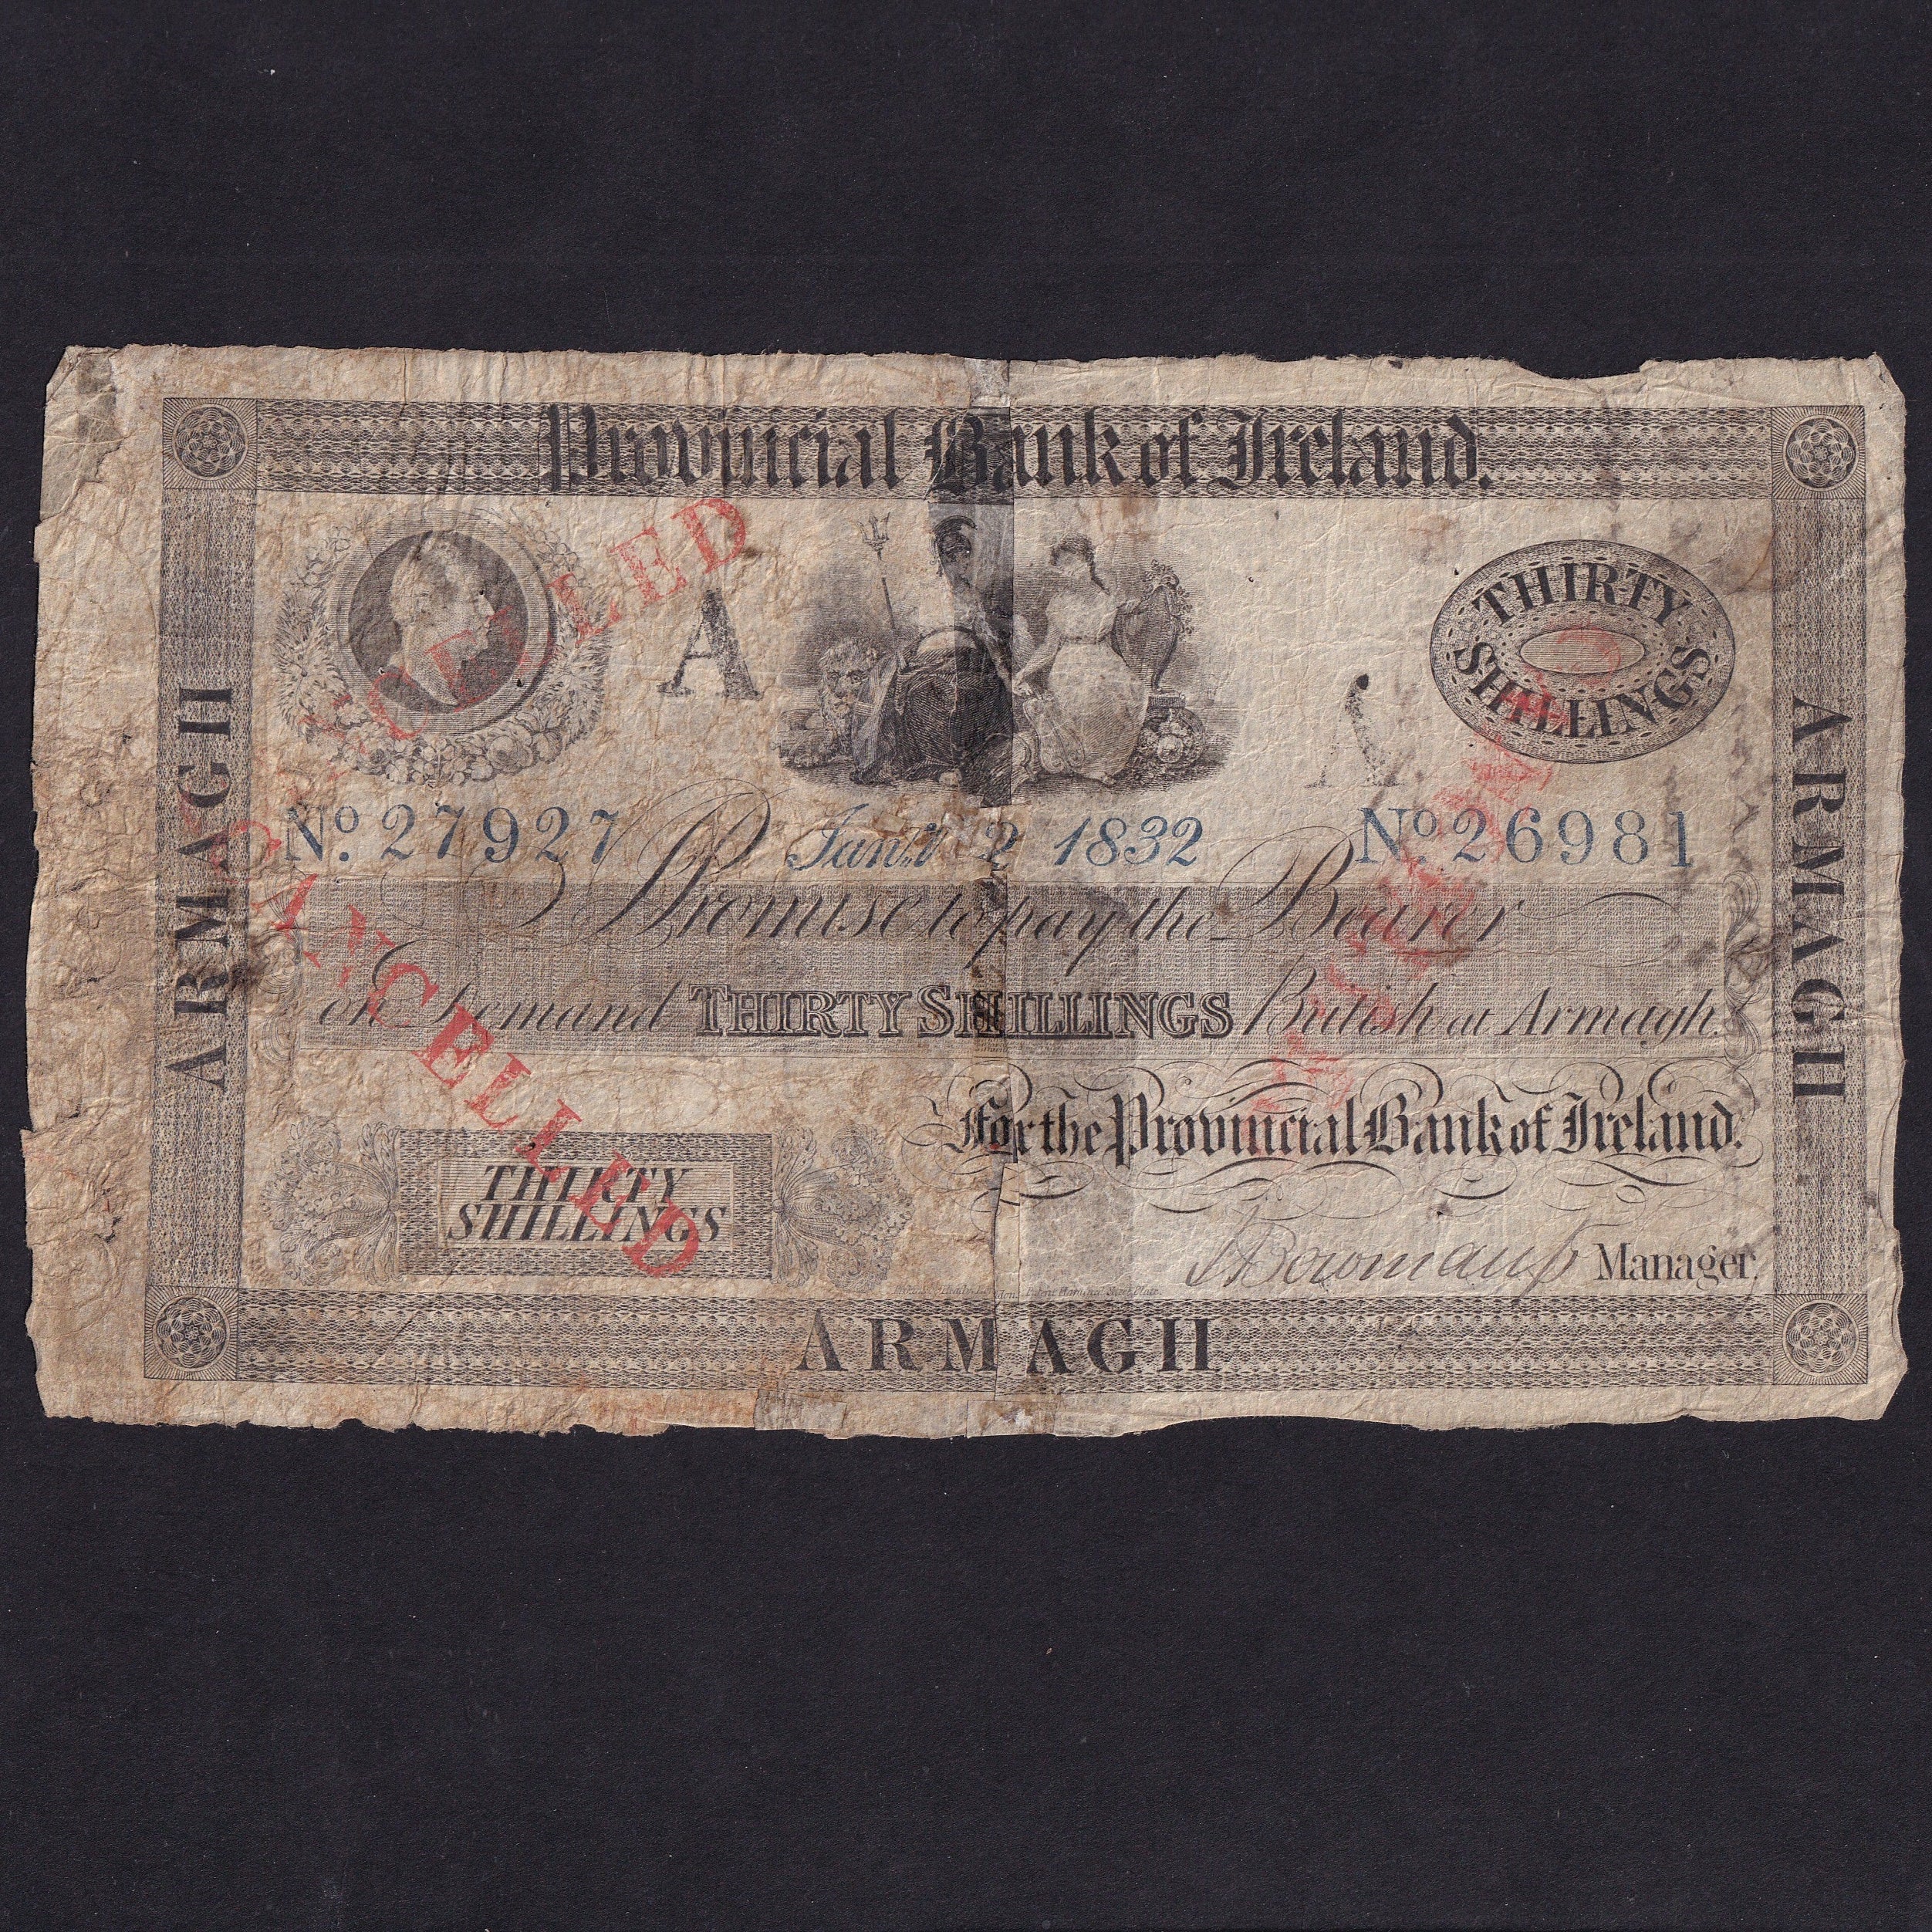 Provincial Bank of Ireland.
CANCELLED
A
A
THIRTY
SHILLINGS
No. 27927
2 1832
No. 26981
Promise to pay the Bearer
on Demand THIRTY SHILLINGS British at Armagh.
For the Provincial Bank of Ireland.
CANCELLED
THIRTY
SHILLINGS
Manager.
ARMAGH
ARMAGH
ARMAGH